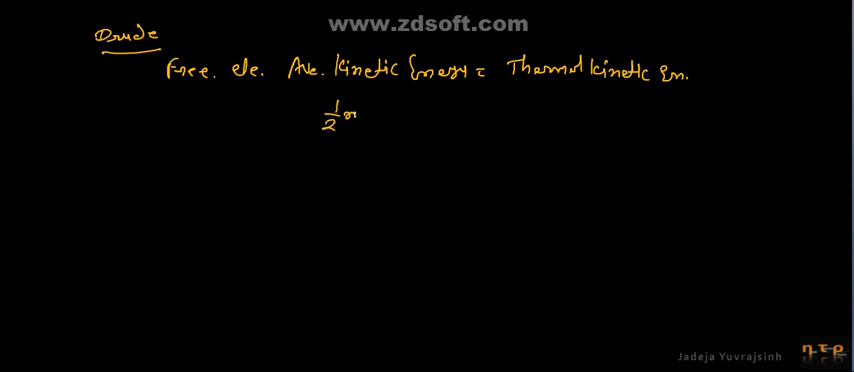 www.zdsoft.com
Drude
Free. ele. Ave. Kinetic Energy = Thermal Kinetic En.
1/2 m
Jadeja Yuvrajsinh